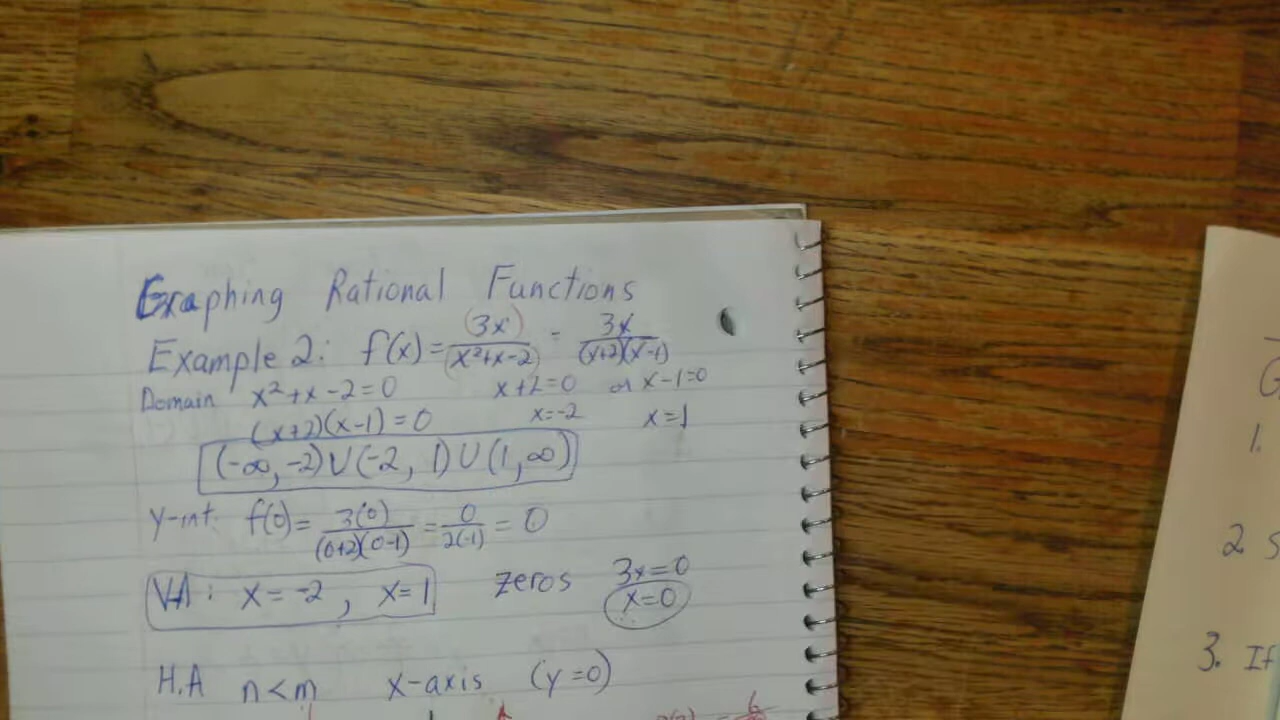 Graphing Rational Functions
Example 2: f(x) = (3x)/(x²+x-2) = 3x/((x+2)(x-1))
Domain x²+x-2=0 x+2=0 or x-1=0
(x+2)(x-1)=0 x=-2 x=1
(-∞,-2)∪(-2, 1)∪(1,∞)
Y-int. f(0)= 3(0)/((0+2)(0-1)) = 0/(2(-1)) = 0
VA: x=-2, x=1 zeros 3x=0
x=0
H.A n<m x-axis (y=0)
1.
2. S
3. If